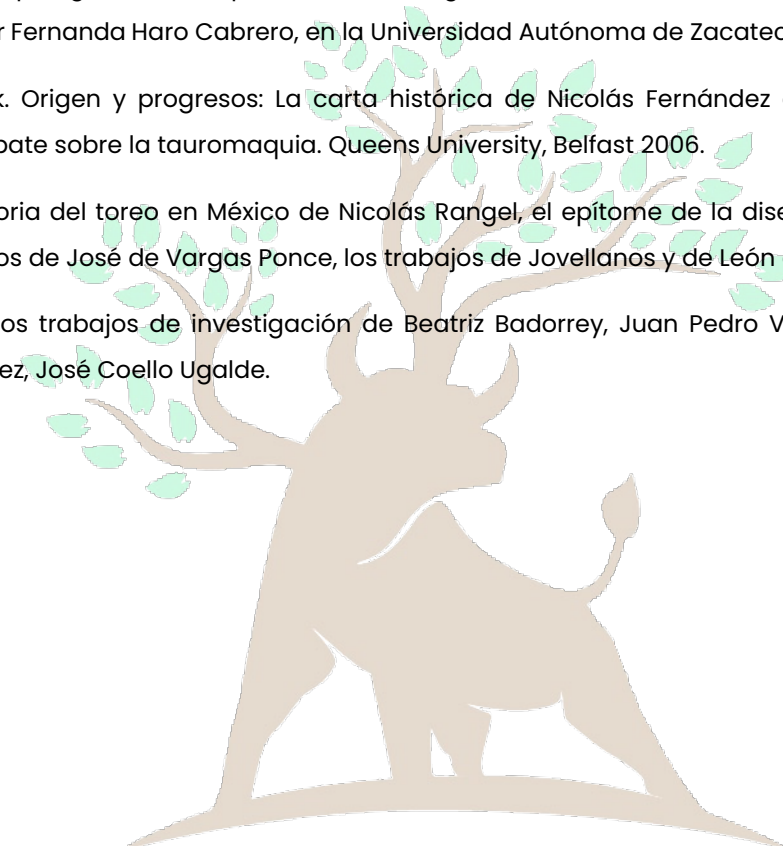 r Fernanda Haro Cabrero, en la Universidad Autónoma de Zacatec
. Origen y progresos: La carta histórica de Nicolás Fernández
bate sobre la tauromaquia. Queens University, Belfast 2006.
oria del toreo en México de Nicolás Rangel, el epítome de la dise
os de José de Vargas Ponce, los trabajos de Jovellanos y de León
os trabajos de investigación de Beatriz Badorrey, Juan Pedro V
ez, José Coello Ugalde.